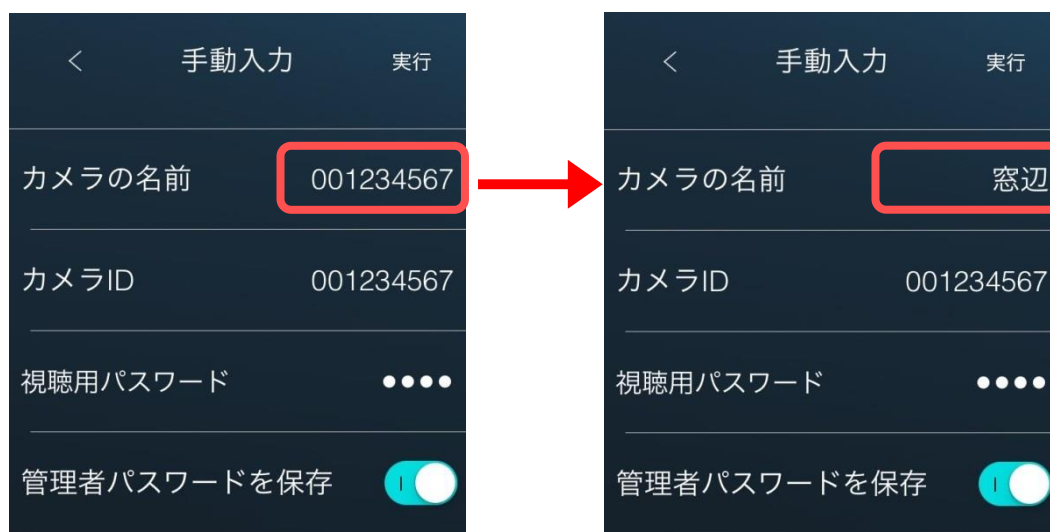 < 手動入力 実行
カメラの名前 001234567
カメラID 001234567
視聴用パスワード ●●●●
管理者パスワードを保存
< 手動入力 実行
カメラの名前 窓辺
カメラID 001234567
視聴用パスワード ●●●●
管理者パスワードを保存